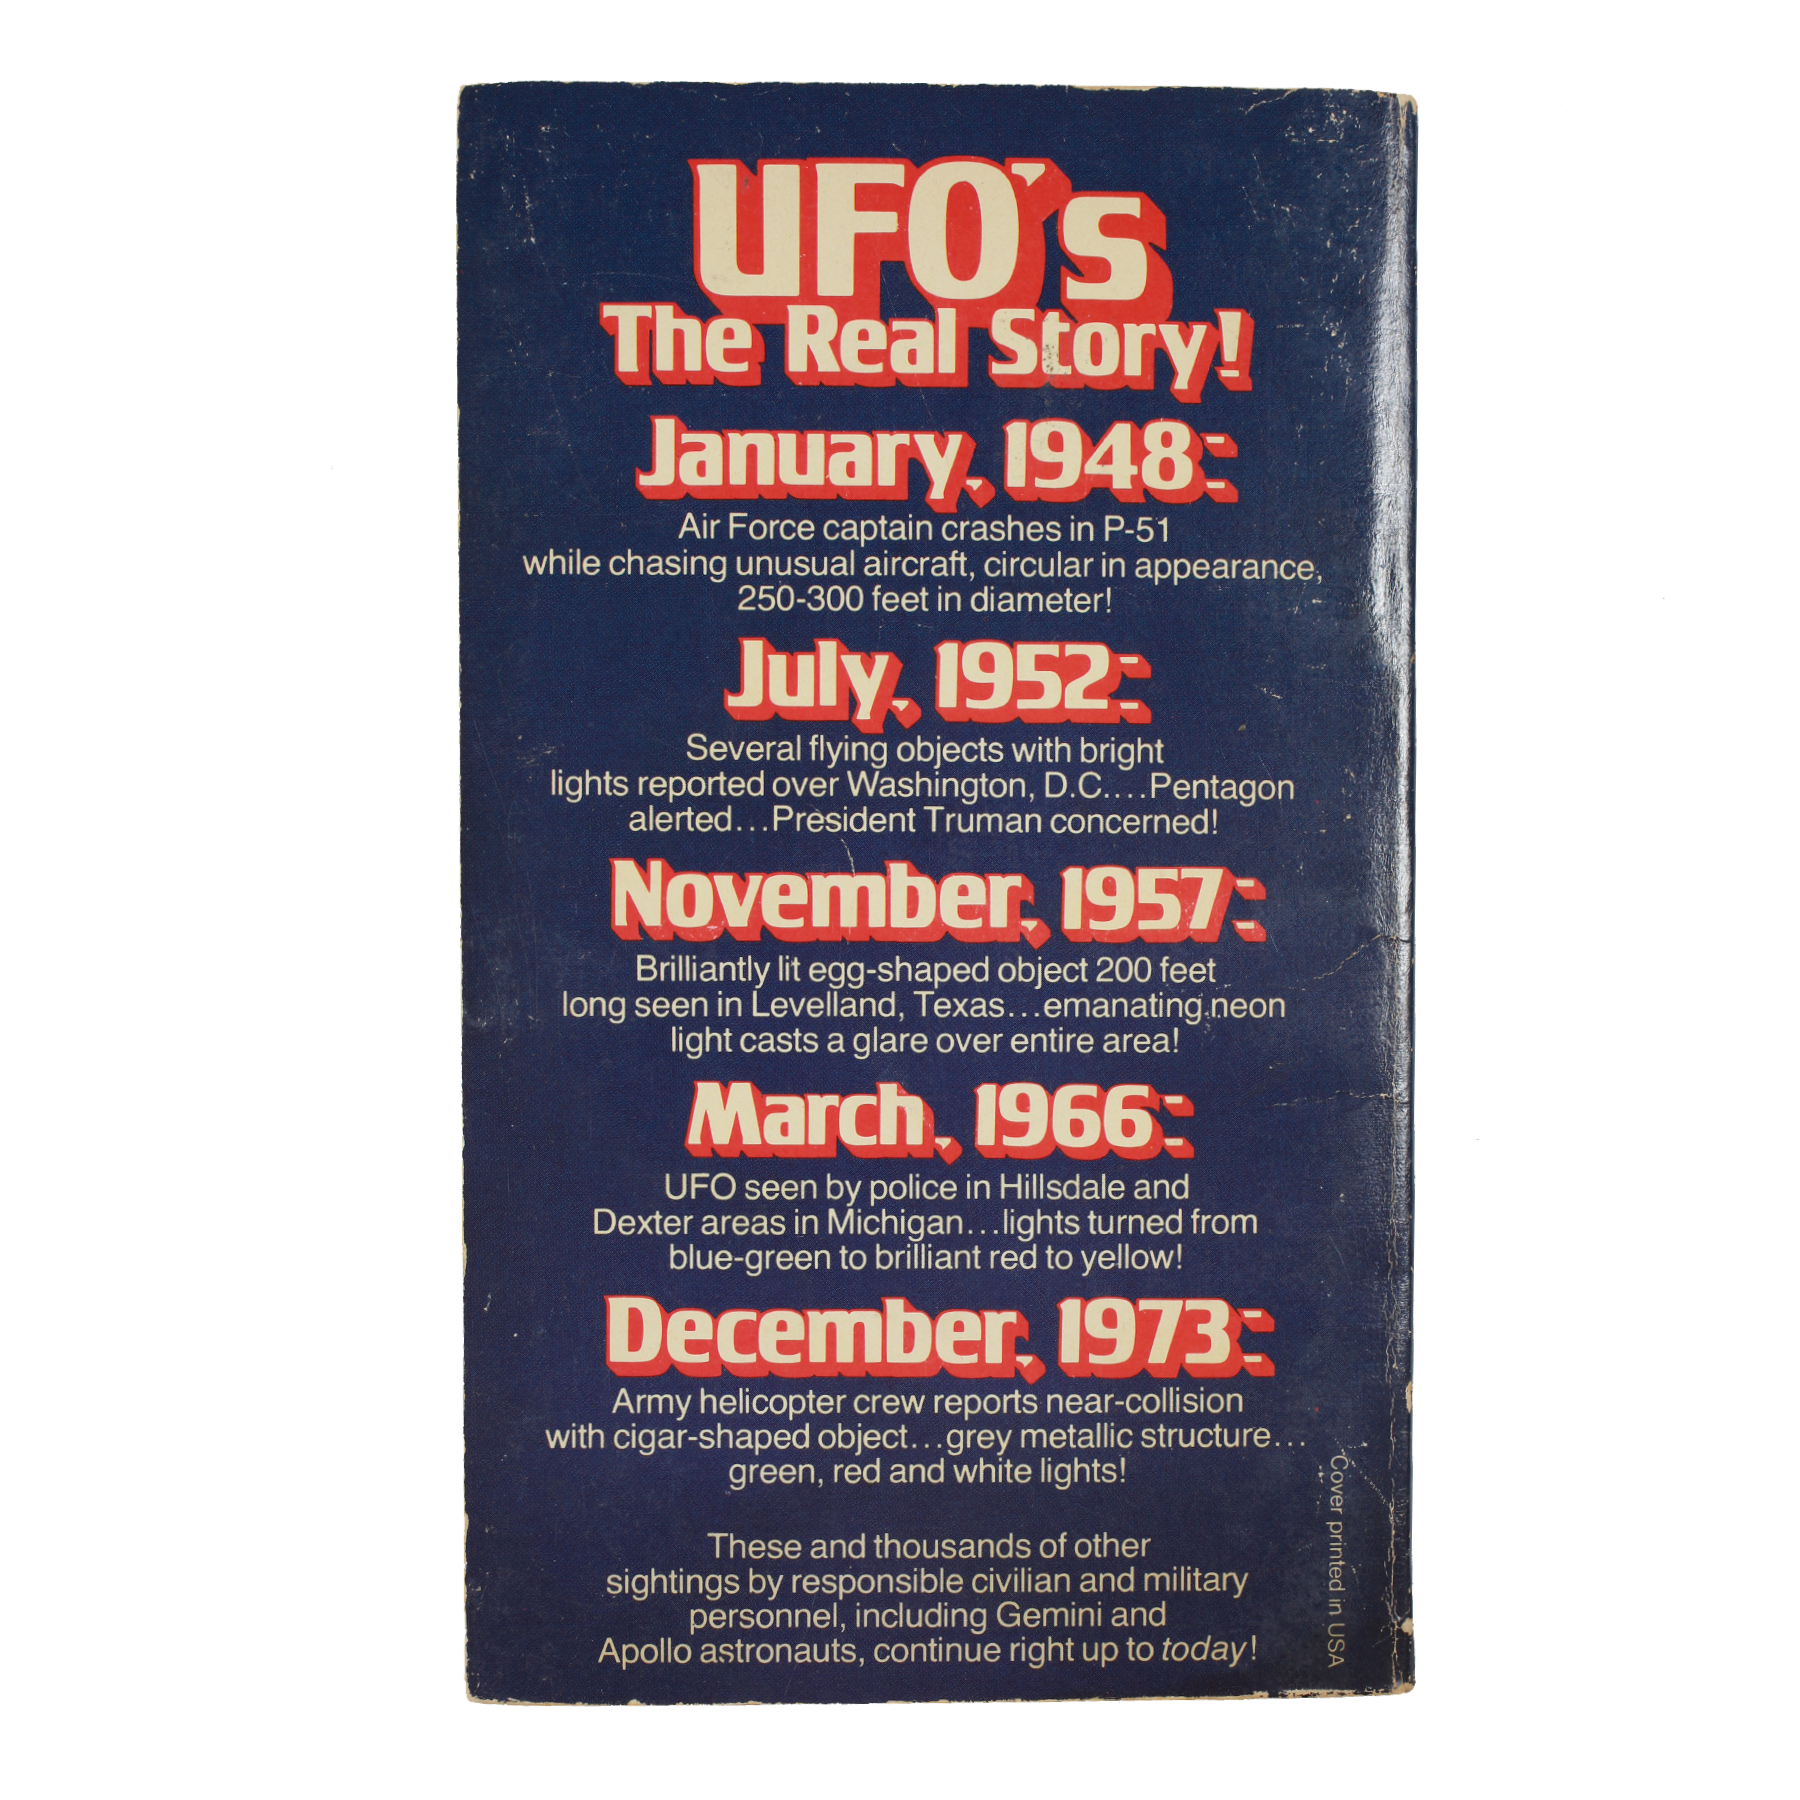 UFO's
The Real Story!
January, 1948:
Air Force captain crashes in P-51
while chasing unusual aircraft, circular in appearance,
250-300 feet in diameter!
July, 1952:
Several flying objects with bright
lights reported over Washington, D.C....Pentagon
alerted...President Truman concerned!
November, 1957:
Brilliantly lit egg-shaped object 200 feet
long seen in Levelland, Texas...emanating neon
light casts a glare over entire area!
March, 1966:
UFO seen by police in Hillsdale and
Dexter areas in Michigan...lights turned from
blue-green to brilliant red to yellow!
December, 1973:
Army helicopter crew reports near-collision
with cigar-shaped object...grey metallic structure...
green, red and white lights!
These and thousands of other
sightings by responsible civilian and military
personnel, including Gemini and
Apollo astronauts, continue right up to today!
Cover printed in USA